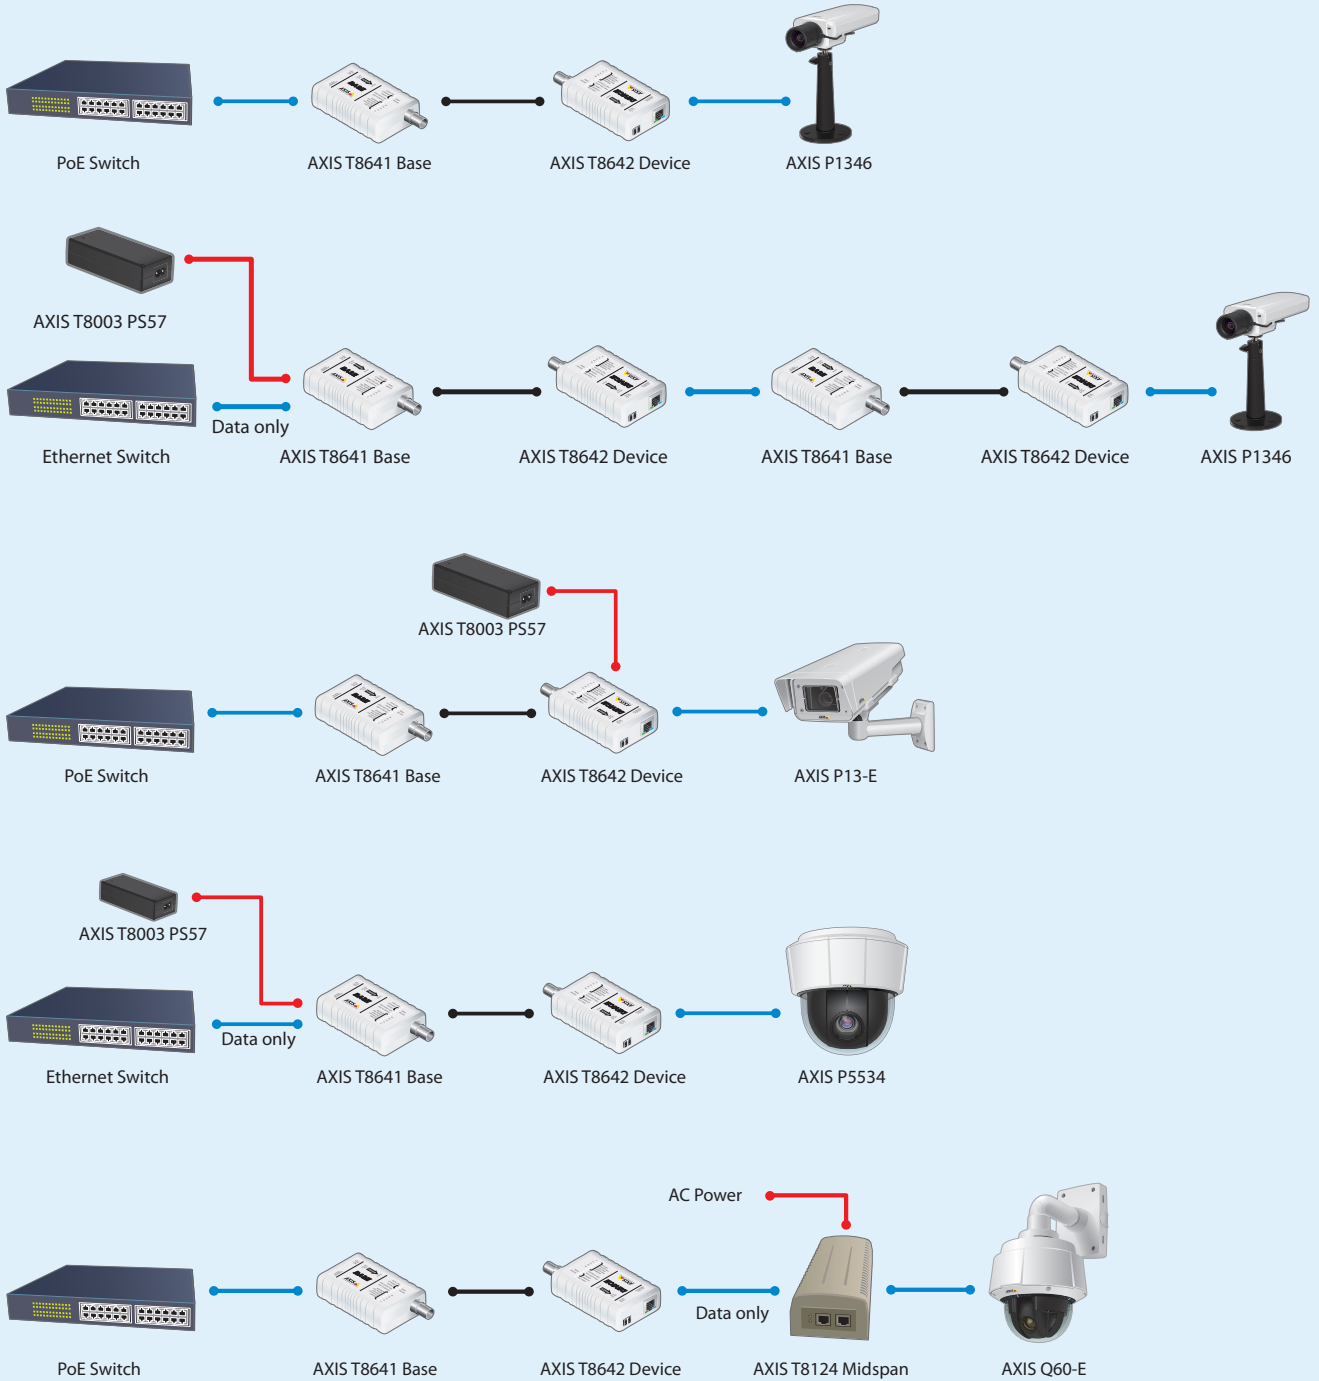 PoE Switch
AXIS T8641 Base
AXIS T8642 Device
AXIS P1346
AXIS T8003 PS57
Data only
Ethernet Switch
AXIS T8641 Base
AXIS T8642 Device
AXIS T8641 Base
AXIS T8642 Device
AXIS P1346
AXIS T8003 PS57
PoE Switch
AXIS T8641 Base
AXIS T8642 Device
AXIS P13-E
AXIS T8003 PS57
Data only
Ethernet Switch
AXIS T8641 Base
AXIS T8642 Device
AXIS P5534
AC Power
Data only
PoE Switch
AXIS T8641 Base
AXIS T8642 Device
AXIS T8124 Midspan
AXIS Q60-E